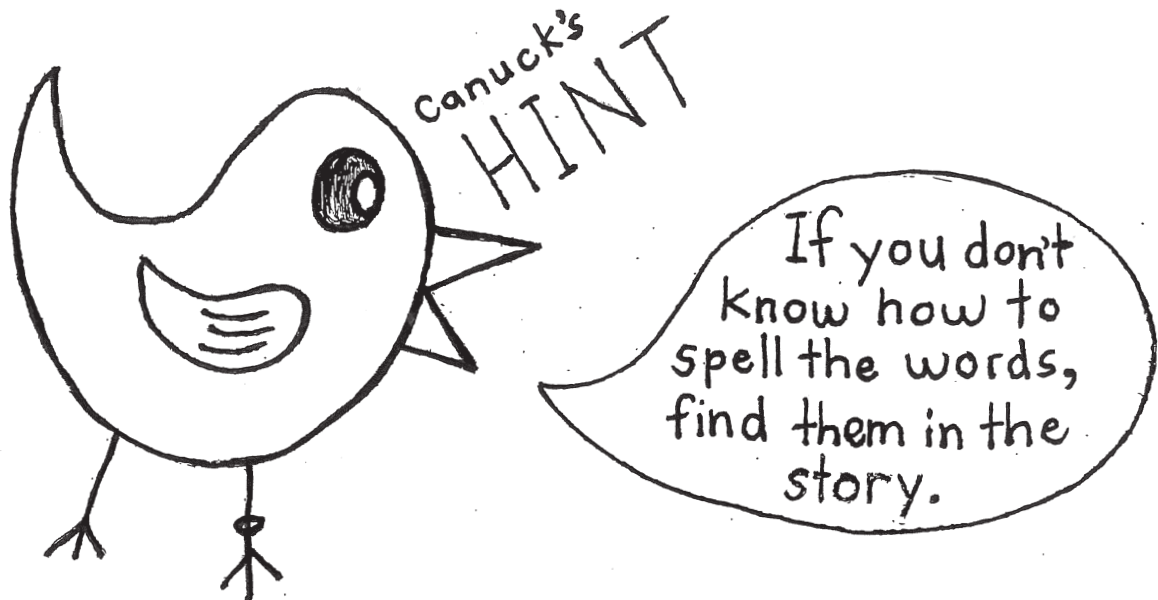 Canuck's
HINT
If you don't
know how to
spell the words,
find them in the
story.